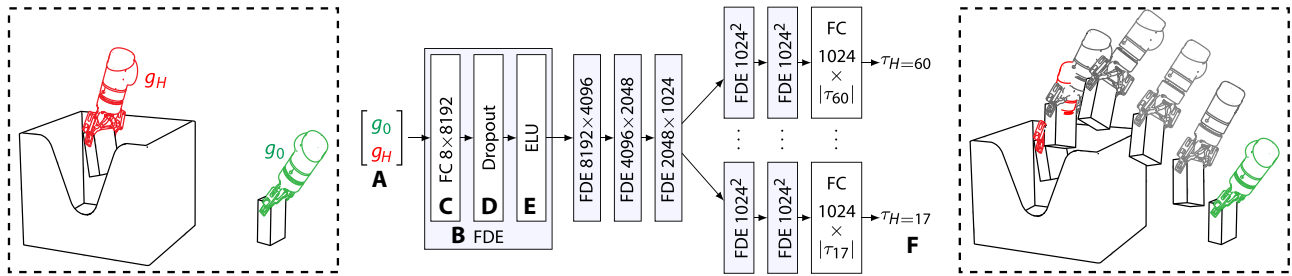 g_H
g_0
g_0
g_H
A
FC 8×8192
C
Dropout
D
ELU
E
B FDE
FDE 8192×4096
FDE 4096×2048
FDE 2048×1024
FDE 1024²
FDE 1024²
FC
1024
×
|τ_60|
τ_H=60
⋮ ⋮ ⋮
FDE 1024²
FDE 1024²
FC
1024
×
|τ_17|
τ_H=17
F